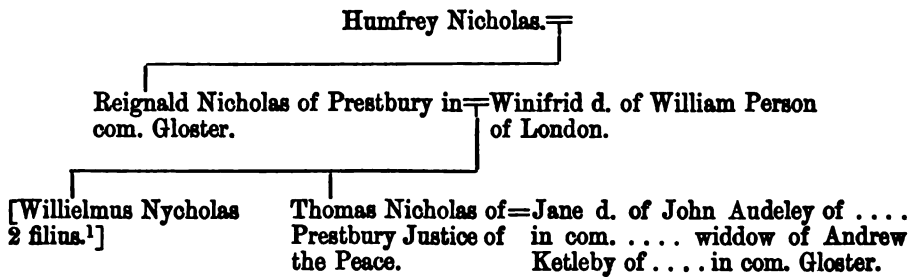 Humfrey Nicholas.=
Reignald Nicholas of Prestbury in=Winifrid d. of William Person
com. Gloster. of London.
[Willielmus Nycholas Thomas Nicholas of=Jane d. of John Audeley of ....
2 filius.¹] Prestbury Justice of in com. .... widdow of Andrew
the Peace. Ketleby of .... in com. Gloster.